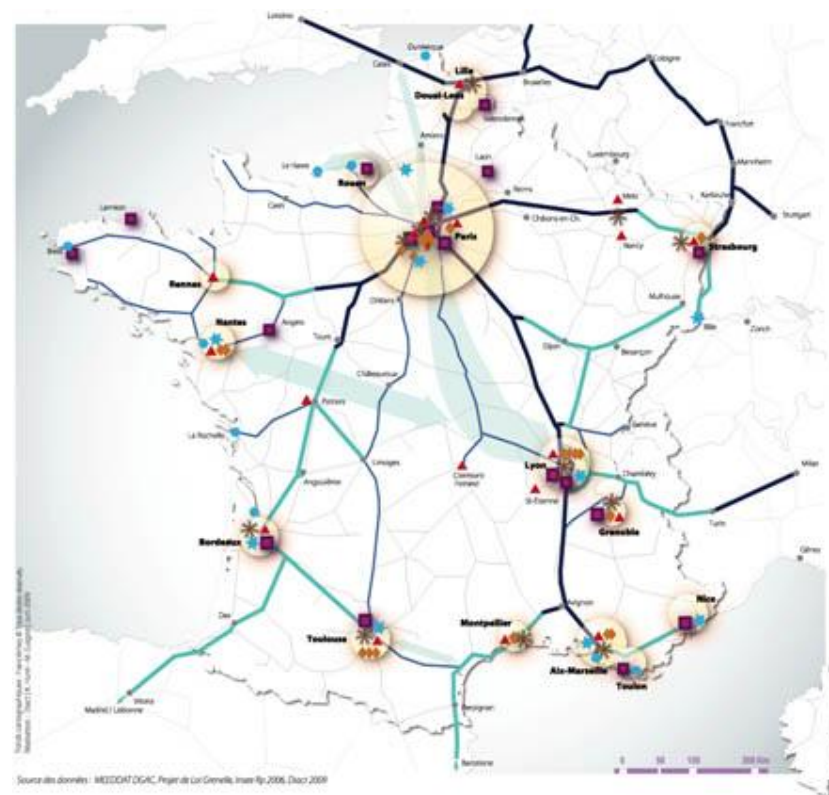 Londres
Dunkerque
Calais
Lille
Douai-Lens
Bruxelles
Cologne
Valenciennes
Amiens
Francfort
Le Havre
Rouen
Laon
Luxembourg
Mannheim
Reims
Metz
Karlsruhe
Caen
Châlons-en-Ch.
Stuttgart
Lannion
Paris
Nancy
Strasbourg
Brest
Rennes
Orléans
Mulhouse
Nantes
Angers
Tours
Dijon
Besançon
Bâle
Zürich
Châteauroux
Poitiers
La Rochelle
Genève
Limoges
Lyon
Clermont
Ferrand
Chambéry
Milan
Angoulême
St-Etienne
Turin
Grenoble
Bordeaux
Gênes
Avignon
Nice
Dax
Toulouse
Montpellier
Aix-Marseille
Toulon
Vitoria
Madrid / Lisbonne
Perpignan
Barcelone
0 50 100 200 Km
Source des données : MEEDDAT DGAC, Projet de Loi Grenelle, Insee Rp 2006, Diact 2009